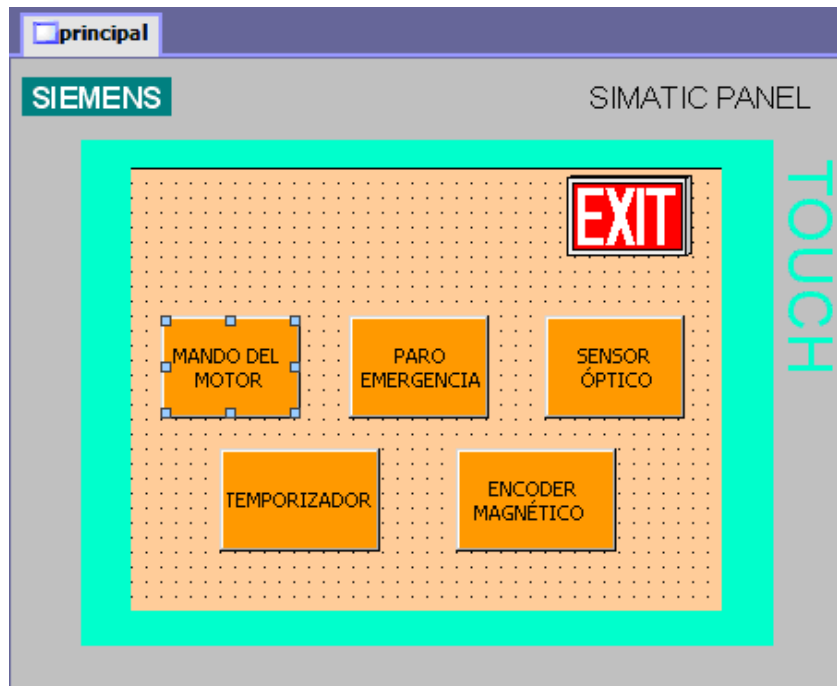 principal
SIEMENS
SIMATIC PANEL
TOUCH
EXIT
MANDO DEL
MOTOR
PARO
EMERGENCIA
SENSOR
ÓPTICO
TEMPORIZADOR
ENCODER
MAGNÉTICO